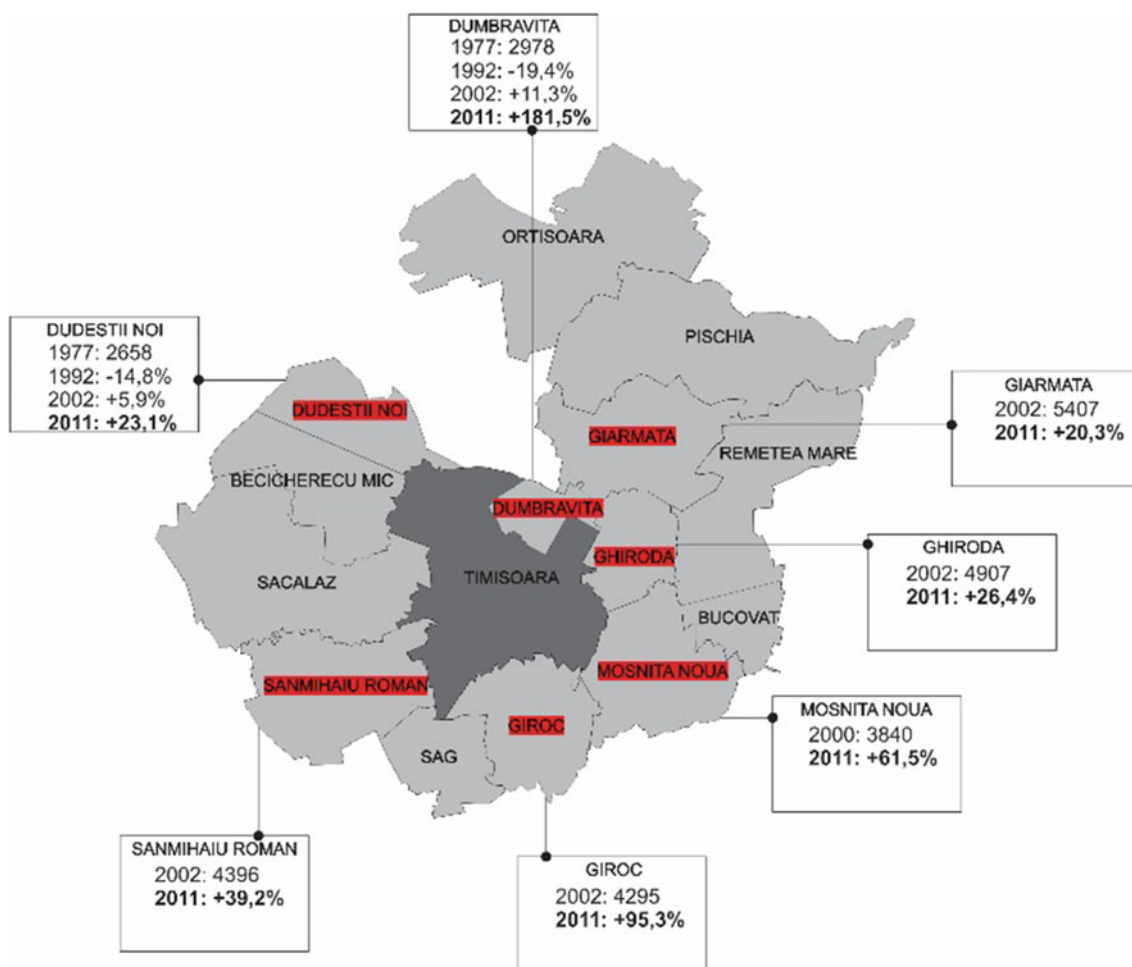 DUMBRAVITA
1977: 2978
1992: -19,4%
2002: +11,3%
2011: +181,5%
ORTISOARA
PISCHIA
DUDESTII NOI
1977: 2658
1992: -14,8%
2002: +5,9%
2011: +23,1%
DUDESTII NOI
GIARMATA
2002: 5407
2011: +20,3%
GIARMATA
REMETEA MARE
BECICHERECU MIC
DUMBRAVITA
GHIRODA
GHIRODA
2002: 4907
2011: +26,4%
SACALAZ
TIMISOARA
BUCOVAT
SANMIHAIU ROMAN
MOSNITA NOUA
GIROC
SAG
MOSNITA NOUA
2000: 3840
2011: +61,5%
SANMIHAIU ROMAN
2002: 4396
2011: +39,2%
GIROC
2002: 4295
2011: +95,3%